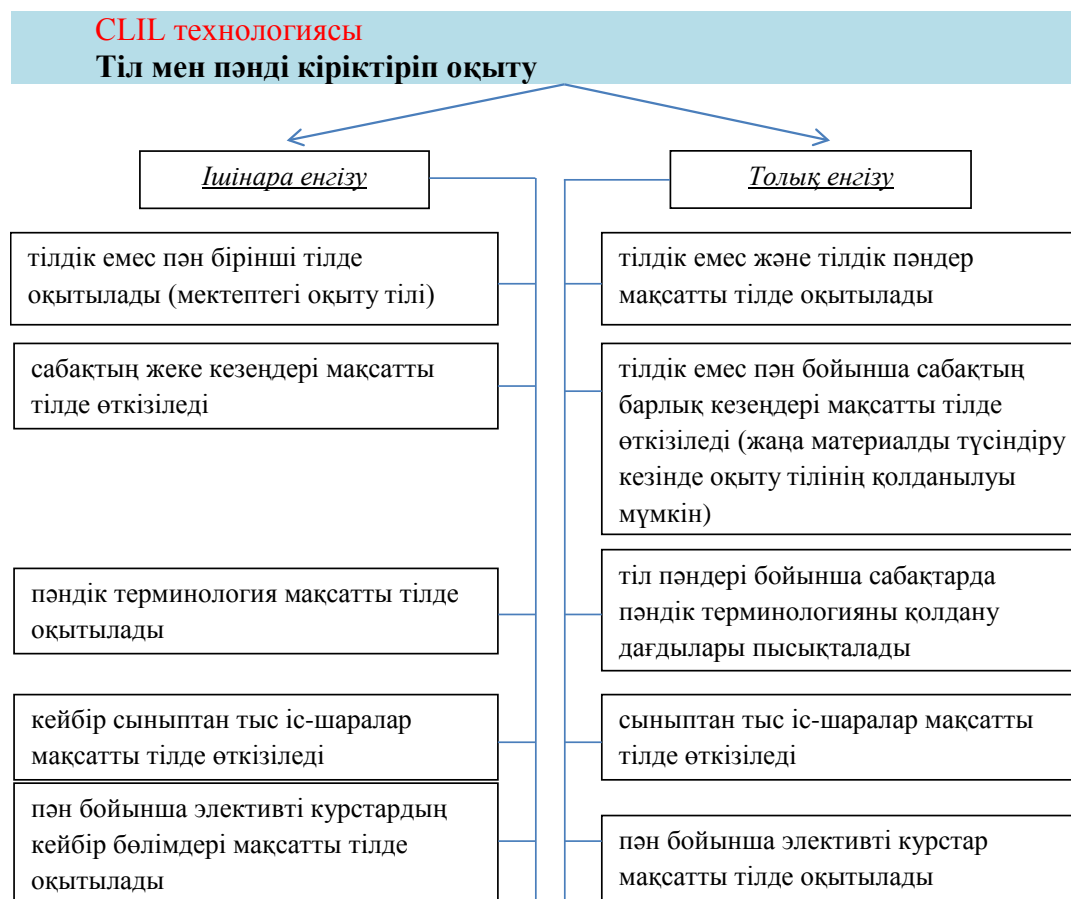 CLIL технологиясы
Тіл мен пәнді кіріктіріп оқыту
Ішінара енгізу
тілдік емес пән бірінші тілде
оқытылады (мектептегі оқыту тілі)
сабақтың жеке кезеңдері мақсатты
тілде өткізіледі
пәндік терминология мақсатты тілде
оқытылады
кейбір сыныптан тыс іс-шаралар
мақсатты тілде өткізіледі
пән бойынша элективті курстардың
кейбір бөлімдері мақсатты тілде
оқытылады
Толық енгізу
тілдік емес және тілдік пәндер
мақсатты тілде оқытылады
тілдік емес пән бойынша сабақтың
барлық кезеңдері мақсатты тілде
өткізіледі (жаңа материалды түсіндіру
кезінде оқыту тілінің қолданылуы
мүмкін)
тіл пәндері бойынша сабақтарда
пәндік терминологияны қолдану
дағдылары пысықталады
сыныптан тыс іс-шаралар мақсатты
тілде өткізіледі
пән бойынша элективті курстар
мақсатты тілде оқытылады